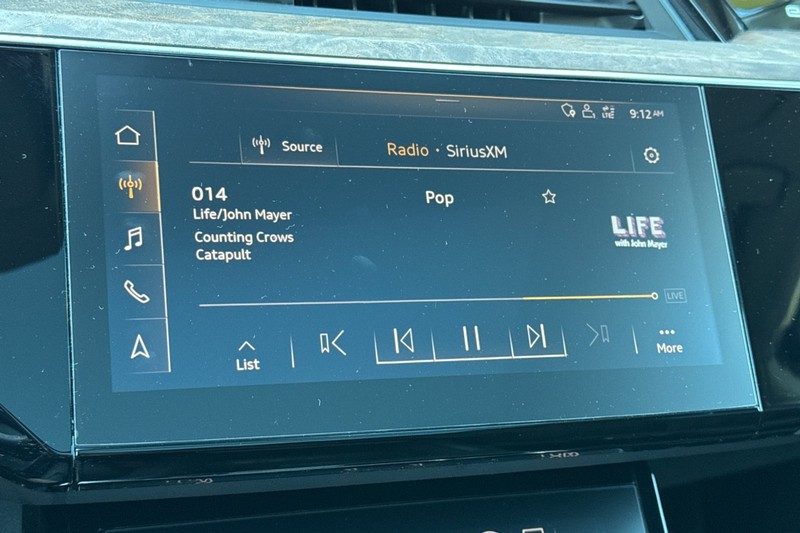 LTE
9:12 AM
Source
Radio • SiriusXM
014
Pop
Life/John Mayer
Counting Crows
Catapult
LIFE
with John Mayer
LIVE
List
More